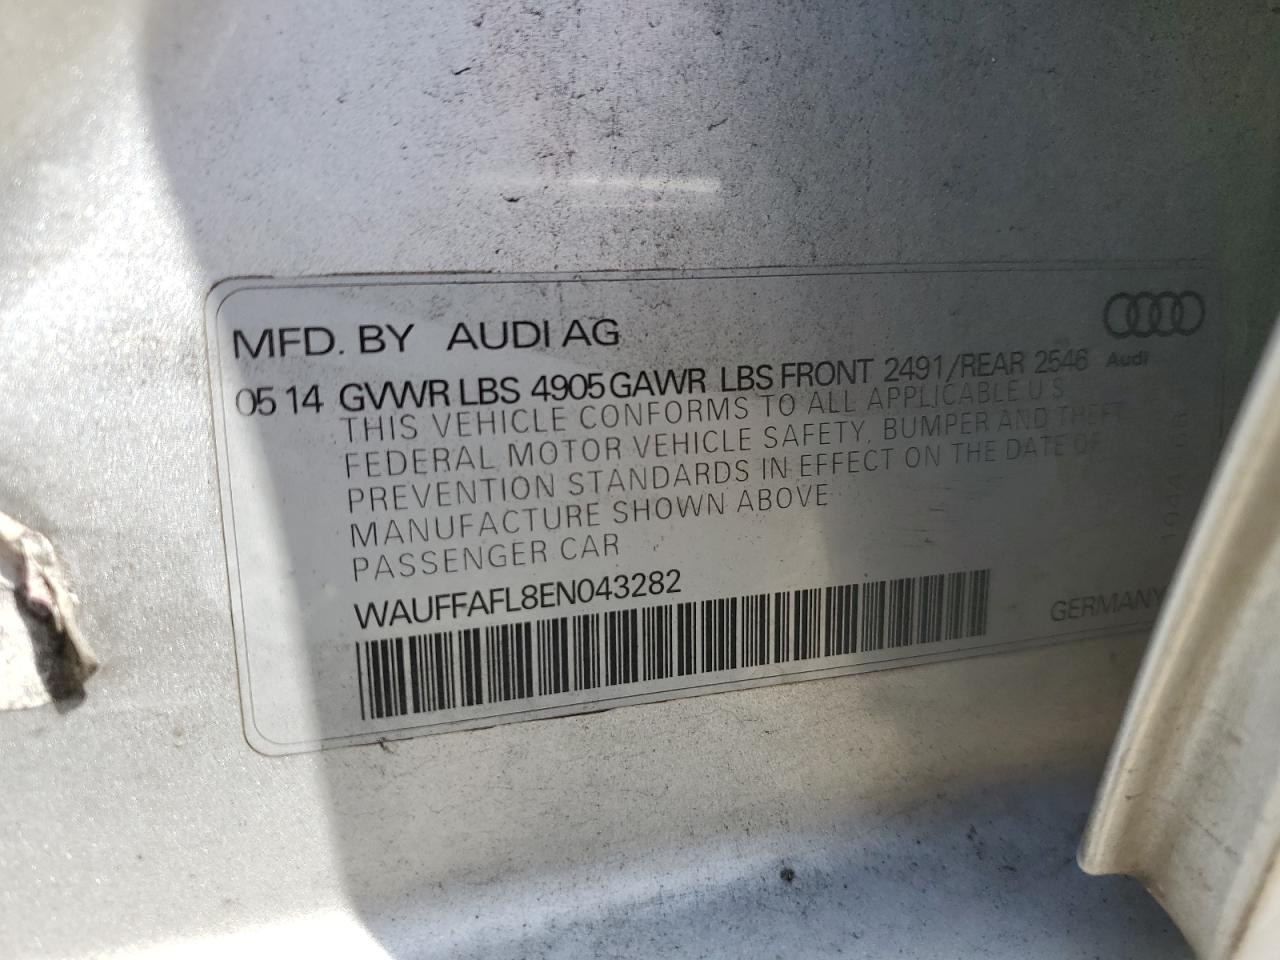 MFD. BY AUDI AG
05 14 GVWR LBS 4905 GAWR LBS FRONT 2491/REAR 2546
Audi
THIS VEHICLE CONFORMS TO ALL APPLICABLE U S
FEDERAL MOTOR VEHICLE SAFETY, BUMPER AND THEFT
PREVENTION STANDARDS IN EFFECT ON THE DATE OF
MANUFACTURE SHOWN ABOVE
PASSENGER CAR
WAUFFAFL8EN043282
GERMANY